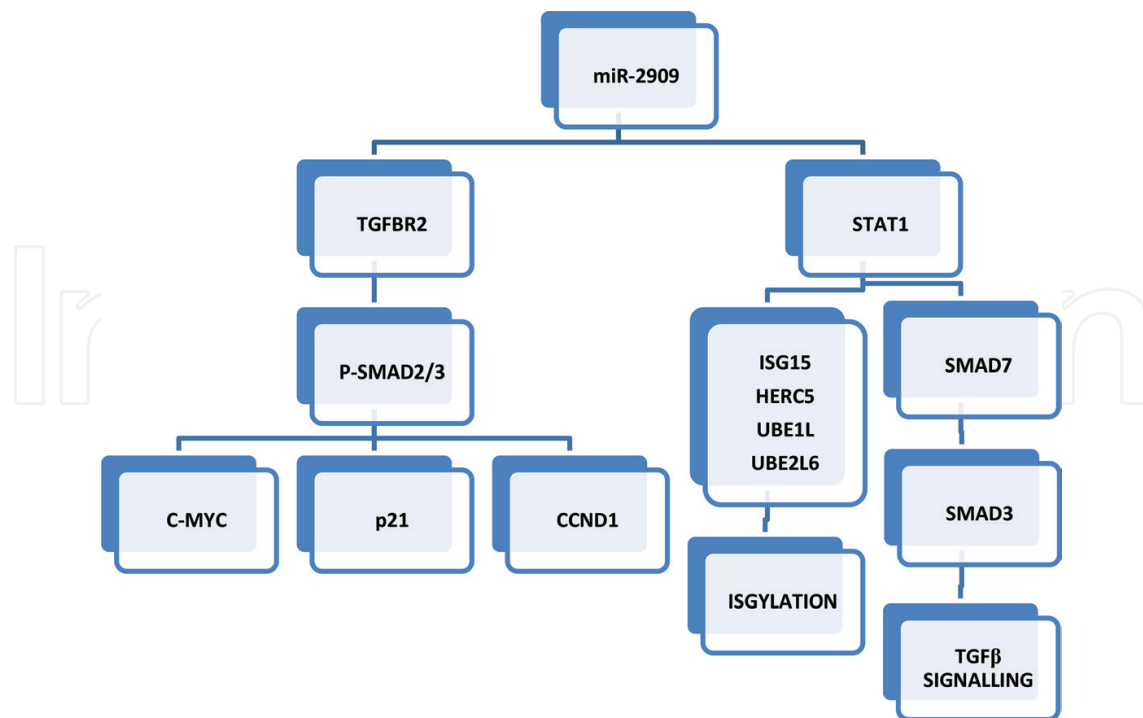 miR-2909
TGFBR2
STAT1
P-SMAD2/3
ISG15
HERC5
UBE1L
UBE2L6
SMAD7
C-MYC
p21
CCND1
SMAD3
ISGYLATION
TGFβ
SIGNALLING